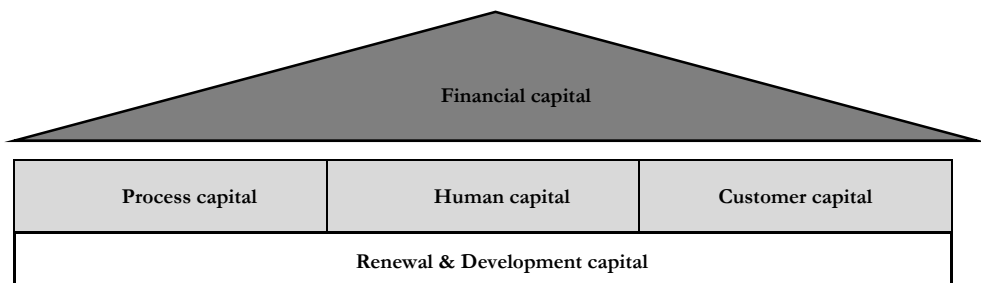 Financial capital
Process capital
Human capital
Customer capital
Renewal & Development capital